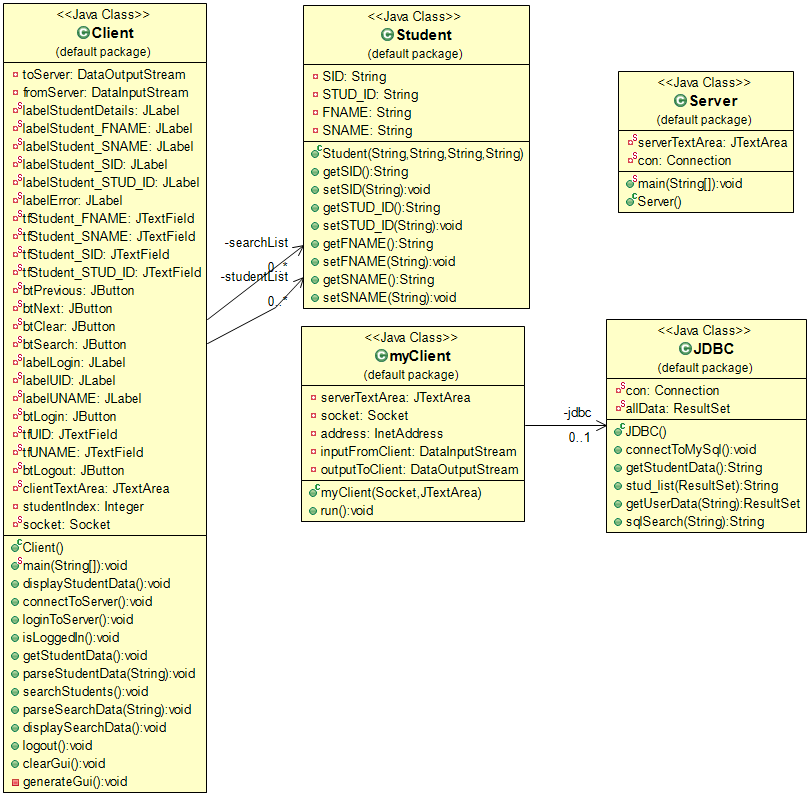 <<Java Class>>
Client
(default package)
toServer: DataOutputStream
fromServer: DataInputStream
labelStudentDetails: JLabel
labelStudent_FNAME: JLabel
labelStudent_SNAME: JLabel
labelStudent_SID: JLabel
labelStudent_STUD_ID: JLabel
labelError: JLabel
tfStudent_FNAME: JTextField
tfStudent_SNAME: JTextField
tfStudent_SID: JTextField
tfStudent_STUD_ID: JTextField
btPrevious: JButton
btNext: JButton
btClear: JButton
btSearch: JButton
labelLogin: JLabel
labelUID: JLabel
labelUNAME: JLabel
btLogin: JButton
tfUID: JTextField
tfUNAME: JTextField
btLogout: JButton
clientTextArea: JTextArea
studentIndex: Integer
socket: Socket
Client()
main(String[]):void
displayStudentData():void
connectToServer():void
loginToServer():void
isLoggedIn():void
getStudentData():void
parseStudentData(String):void
searchStudents():void
parseSearchData(String):void
displaySearchData():void
logout():void
clearGui():void
generateGui():void
-searchList
0..*
-studentList
0..*
<<Java Class>>
Student
(default package)
SID: String
STUD_ID: String
FNAME: String
SNAME: String
Student(String,String,String,String)
getSID():String
setSID(String):void
getSTUD_ID():String
setSTUD_ID(String):void
getFNAME():String
setFNAME(String):void
getSNAME():String
setSNAME(String):void
<<Java Class>>
Server
(default package)
serverTextArea: JTextArea
con: Connection
main(String[]):void
Server()
<<Java Class>>
myClient
(default package)
serverTextArea: JTextArea
socket: Socket
address: InetAddress
inputFromClient: DataInputStream
outputToClient: DataOutputStream
myClient(Socket,JTextArea)
run():void
-jdbc
0..1
<<Java Class>>
JDBC
(default package)
con: Connection
allData: ResultSet
JDBC()
connectToMySql():void
getStudentData():String
stud_list(ResultSet):String
getUserData(String):ResultSet
sqlSearch(String):String